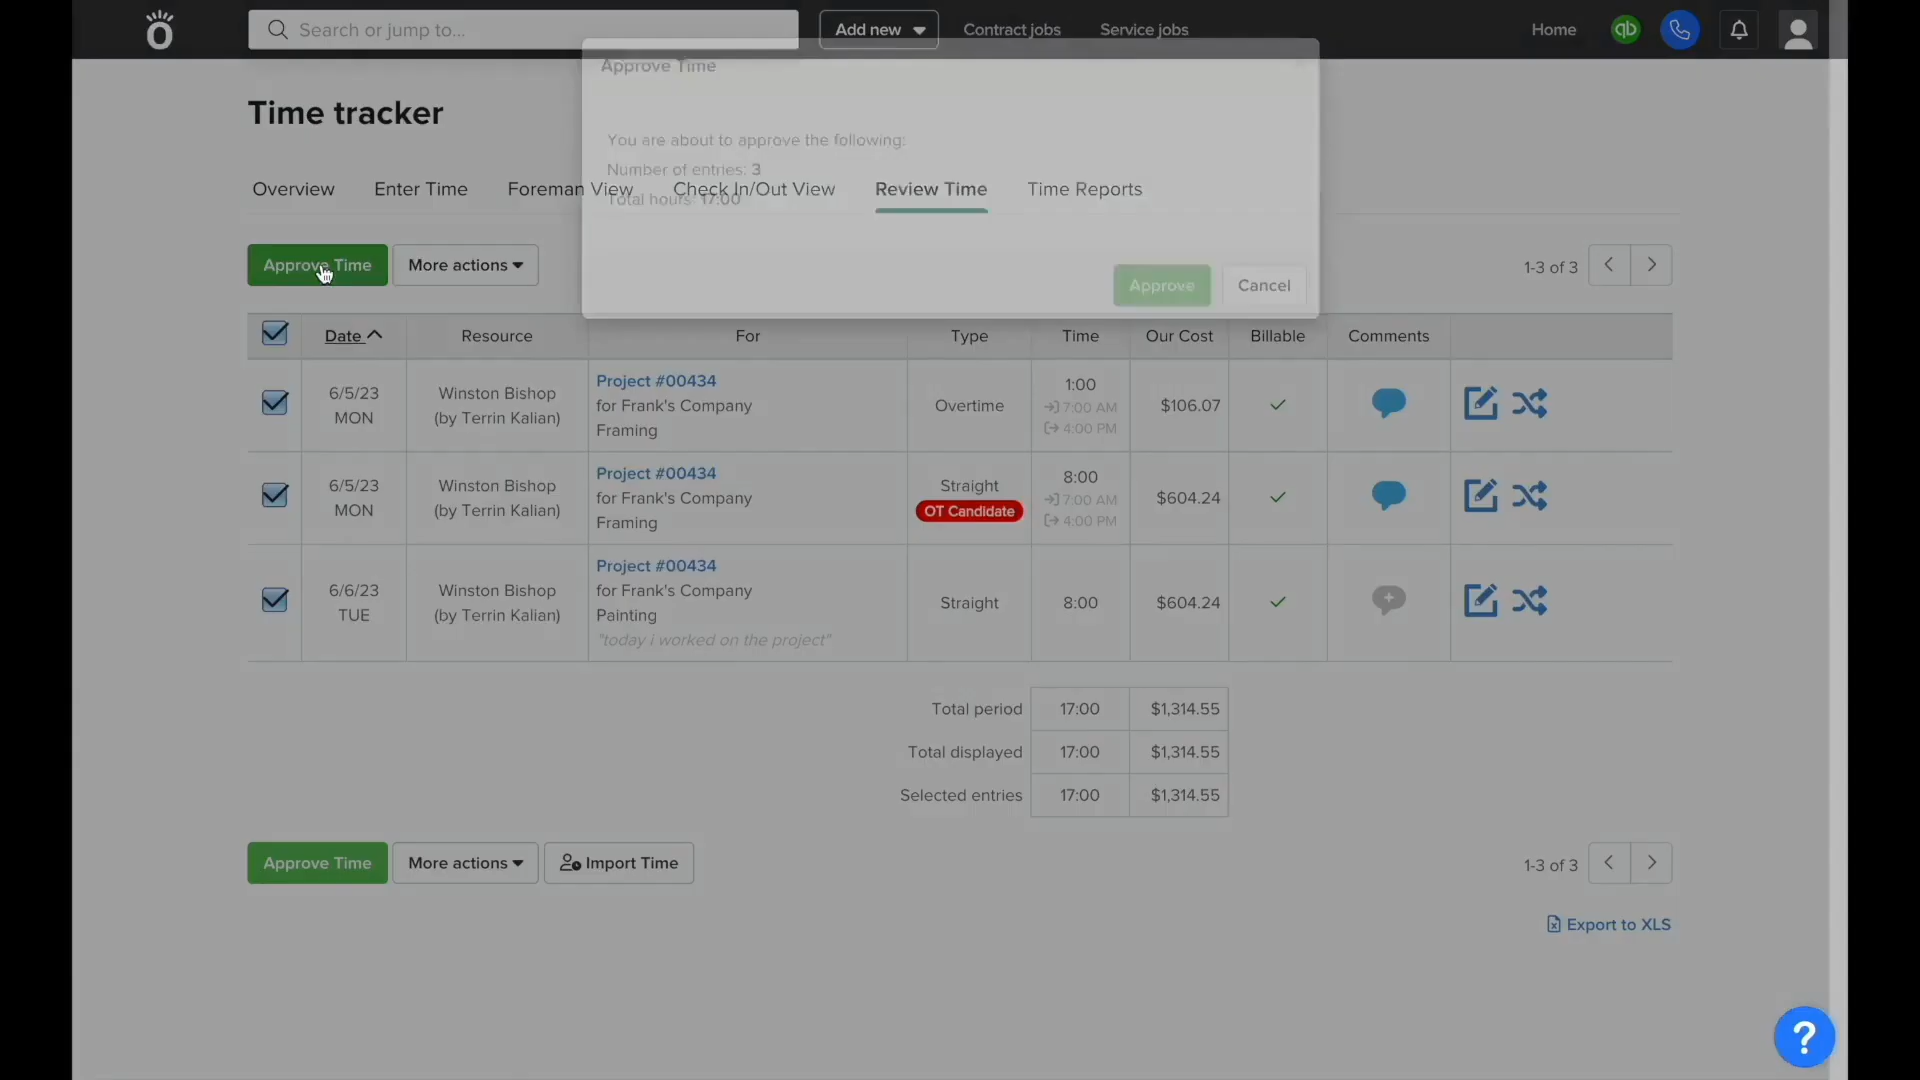 Search or jump to...
Add new
Contract jobs
Service jobs
Home
qb
Approve Time
Time tracker
You are about to approve the following:
Number of entries: 3
Total hours: 17:00
Overview
Enter Time
Foreman View
Check In/Out View
Review Time
Time Reports
Approve Time
More actions
Approve
Cancel
1-3 of 3
Date
Resource
For
Type
Time
Our Cost
Billable
Comments
6/5/23
MON
Winston Bishop
(by Terrin Kalian)
Project #00434
for Frank's Company
Framing
Overtime
1:00
7:00 AM
4:00 PM
$106.07
6/5/23
MON
Winston Bishop
(by Terrin Kalian)
Project #00434
for Frank's Company
Framing
Straight
OT Candidate
8:00
7:00 AM
4:00 PM
$604.24
6/6/23
TUE
Winston Bishop
(by Terrin Kalian)
Project #00434
for Frank's Company
Painting
"today i worked on the project"
Straight
8:00
$604.24
Total period 17:00 $1,314.55
Total displayed 17:00 $1,314.55
Selected entries 17:00 $1,314.55
Approve Time
More actions
Import Time
1-3 of 3
Export to XLS
?